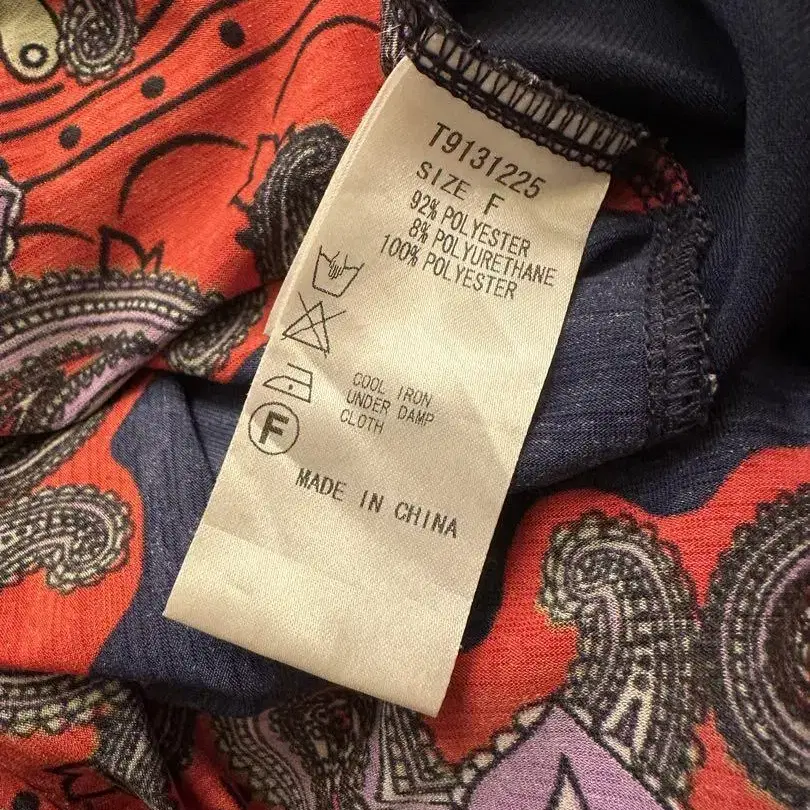 T9131225
SIZE F
92% POLYESTER
8% POLYURETHANE
100% POLYESTER
COOL IRON
UNDER DAMP
CLOTH
F
MADE IN CHINA